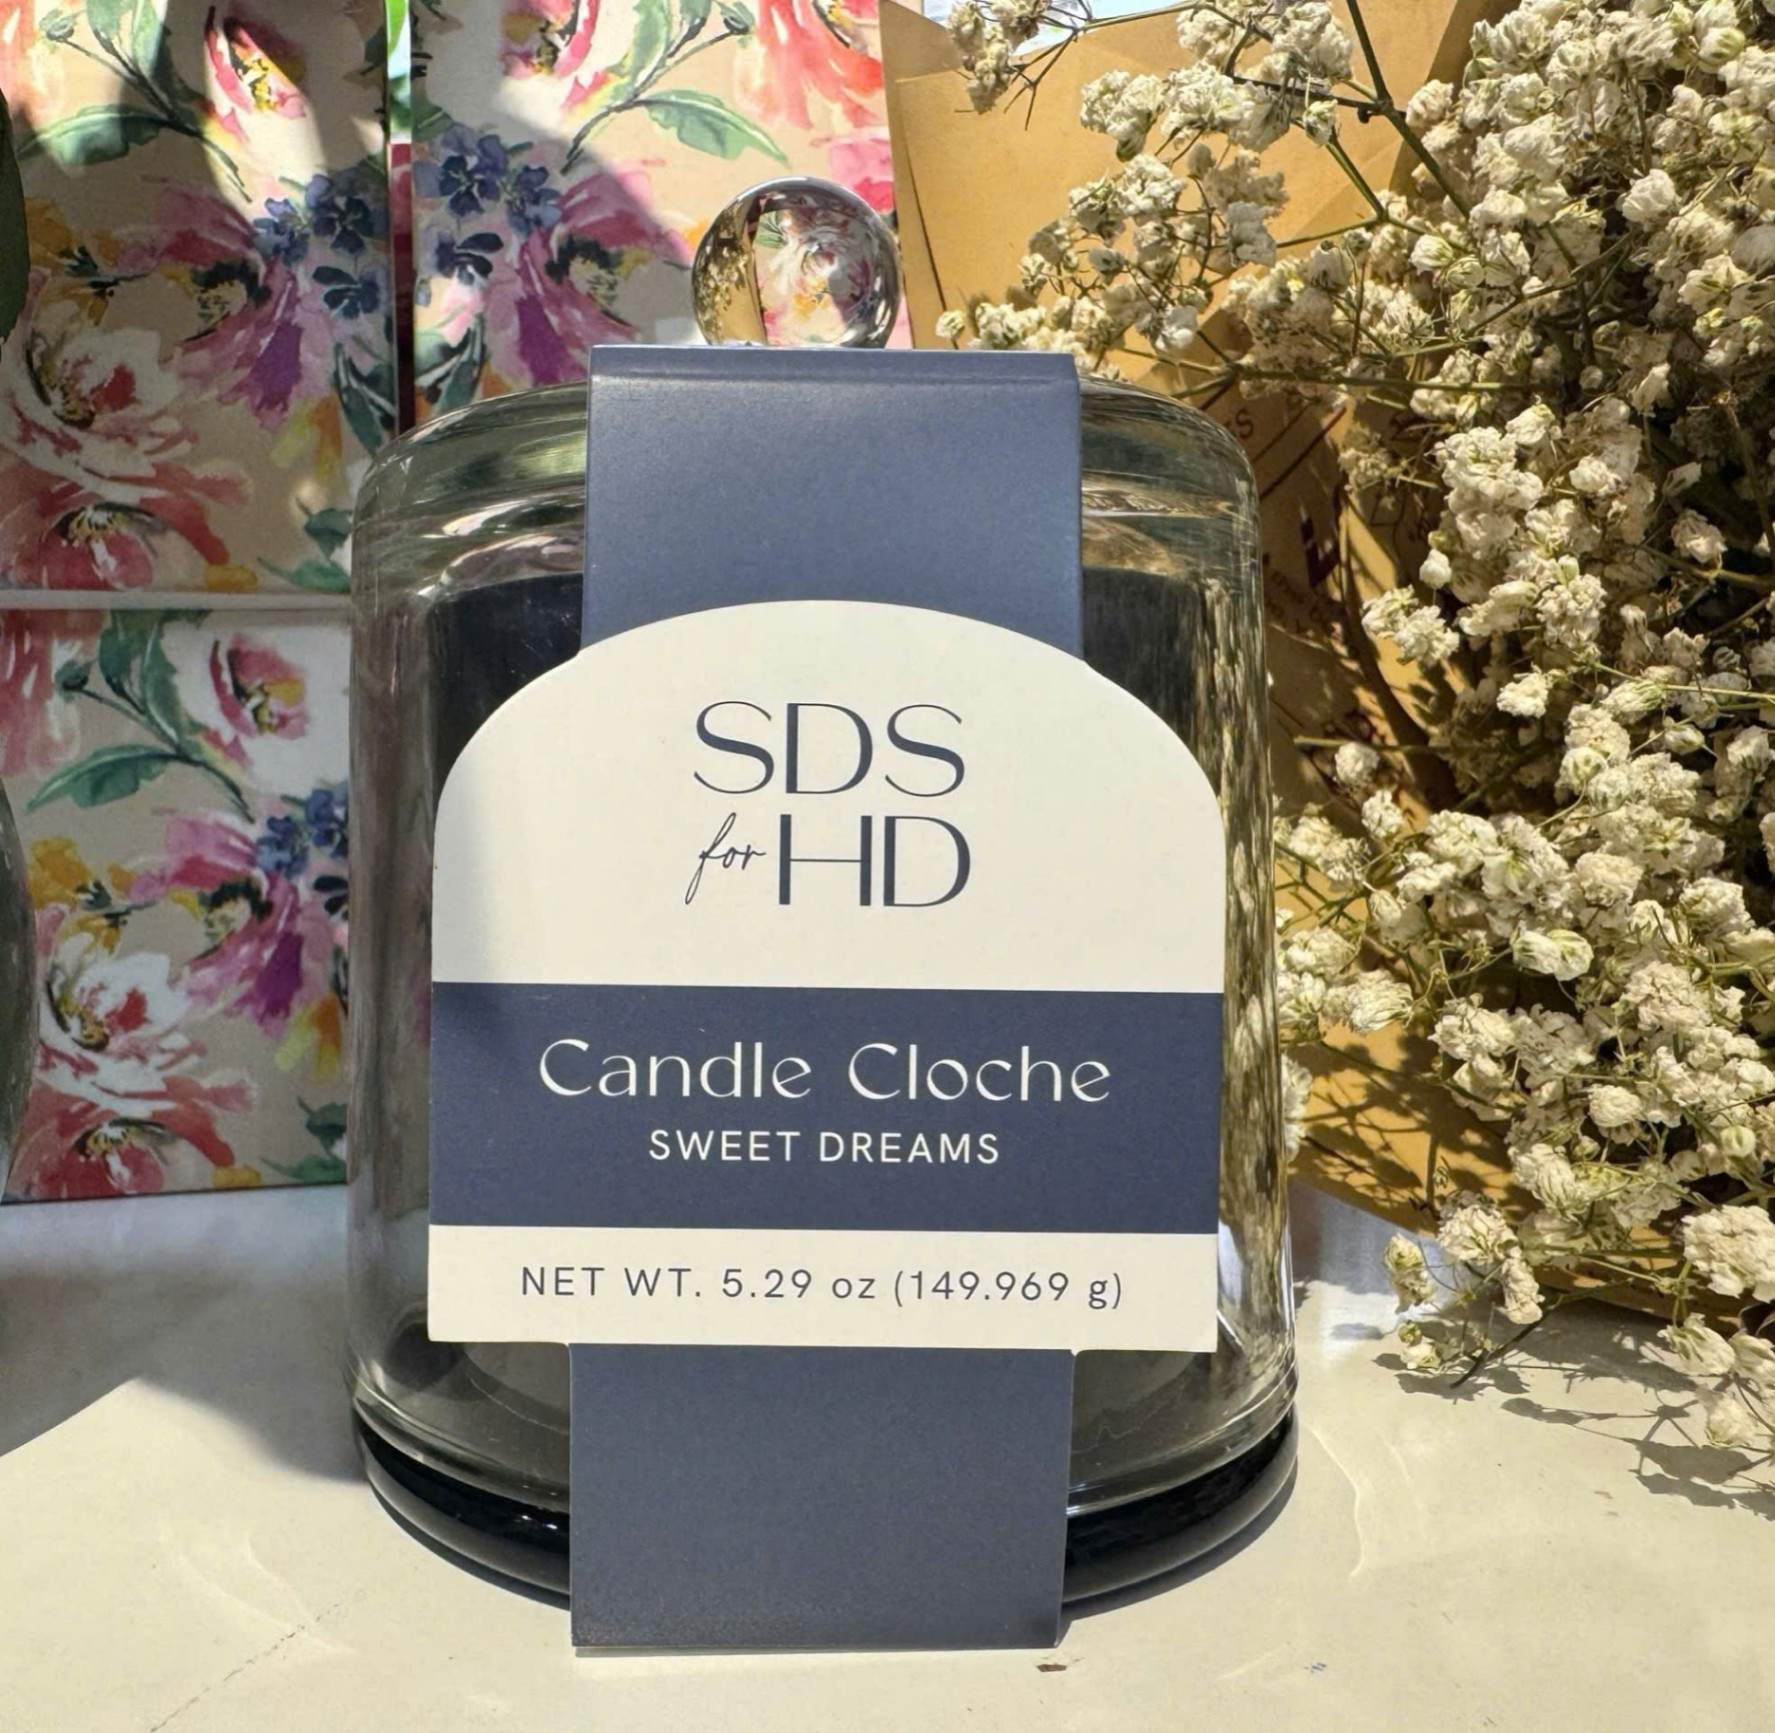 SDS
for HD
Candle Cloche
SWEET DREAMS
NET WT. 5.29 oz (149.969 g)